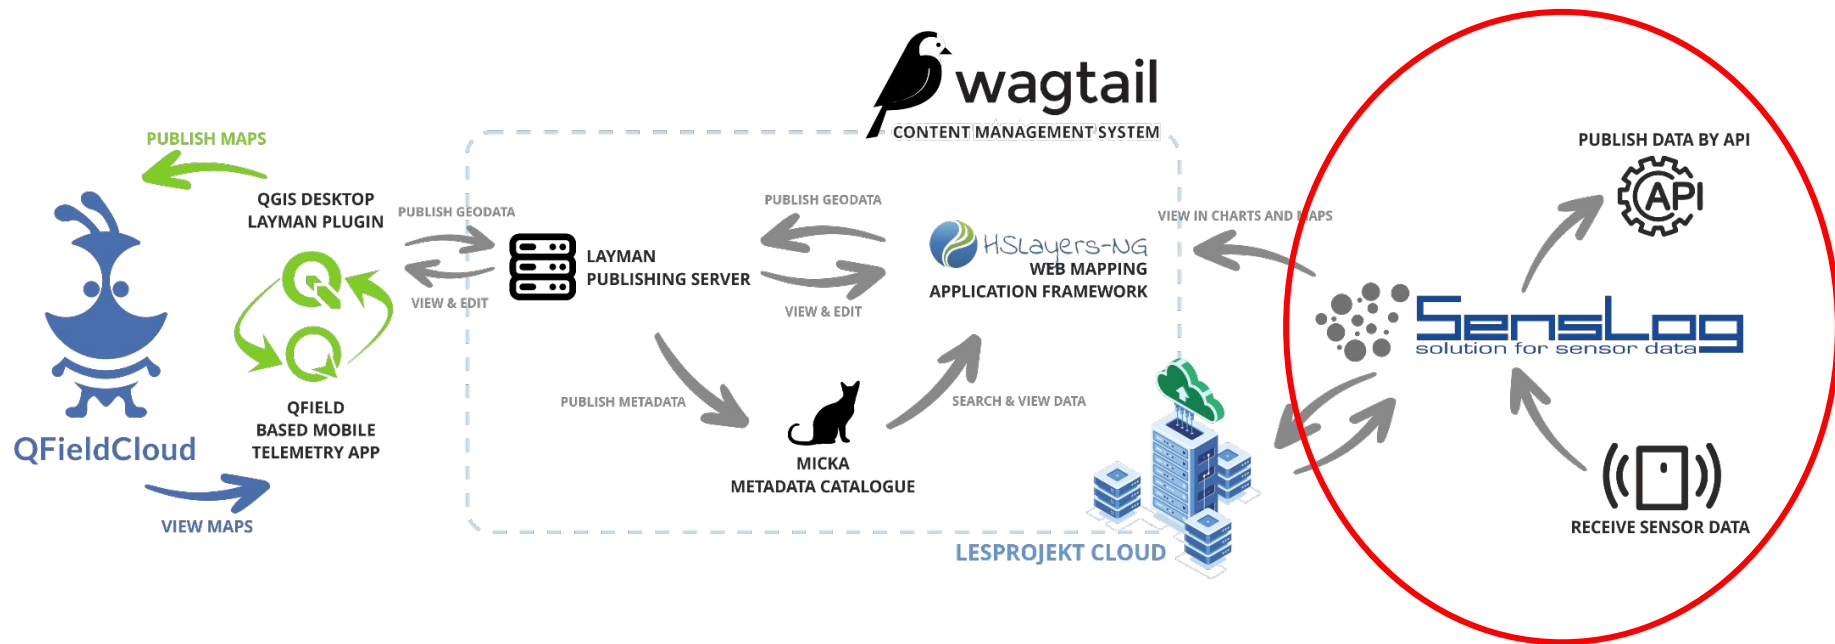 wagtail
CONTENT MANAGEMENT SYSTEM
PUBLISH MAPS
QGIS DESKTOP
LAYMAN PLUGIN
PUBLISH GEODATA
VIEW & EDIT
QFieldCloud
QFIELD
BASED MOBILE
TELEMETRY APP
VIEW MAPS
LAYMAN
PUBLISHING SERVER
PUBLISH GEODATA
VIEW & EDIT
HSLayers-NG
WEB MAPPING
APPLICATION FRAMEWORK
PUBLISH METADATA
SEARCH & VIEW DATA
MICKA
METADATA CATALOGUE
LESPROJEKT CLOUD
VIEW IN CHARTS AND MAPS
PUBLISH DATA BY API
API
SensLog
solution for sensor data
RECEIVE SENSOR DATA